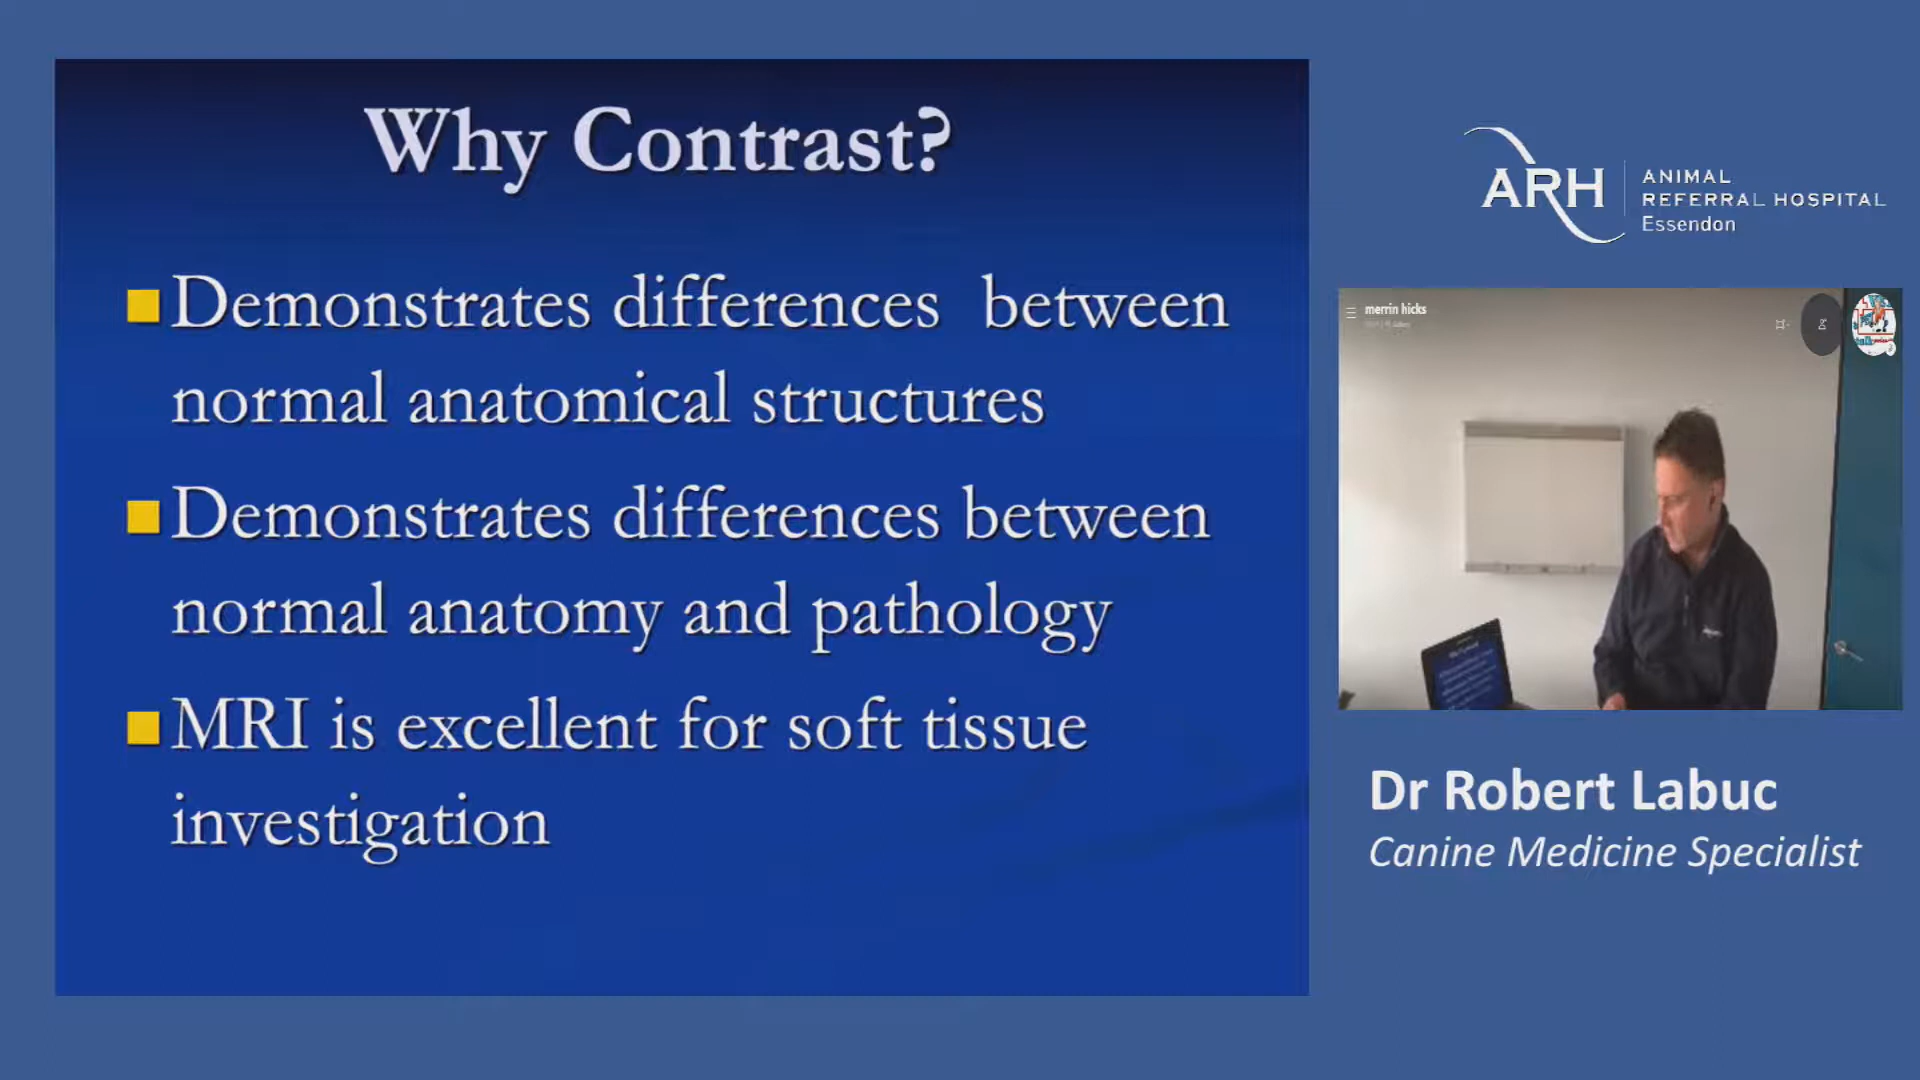 Why Contrast?
Demonstrates differences between
normal anatomical structures
Demonstrates differences between
normal anatomy and pathology
MRI is excellent for soft tissue
investigation
ARH
ANIMAL
REFERRAL HOSPITAL
Essendon
merrin hicks
Dr Robert Labuc
Canine Medicine Specialist